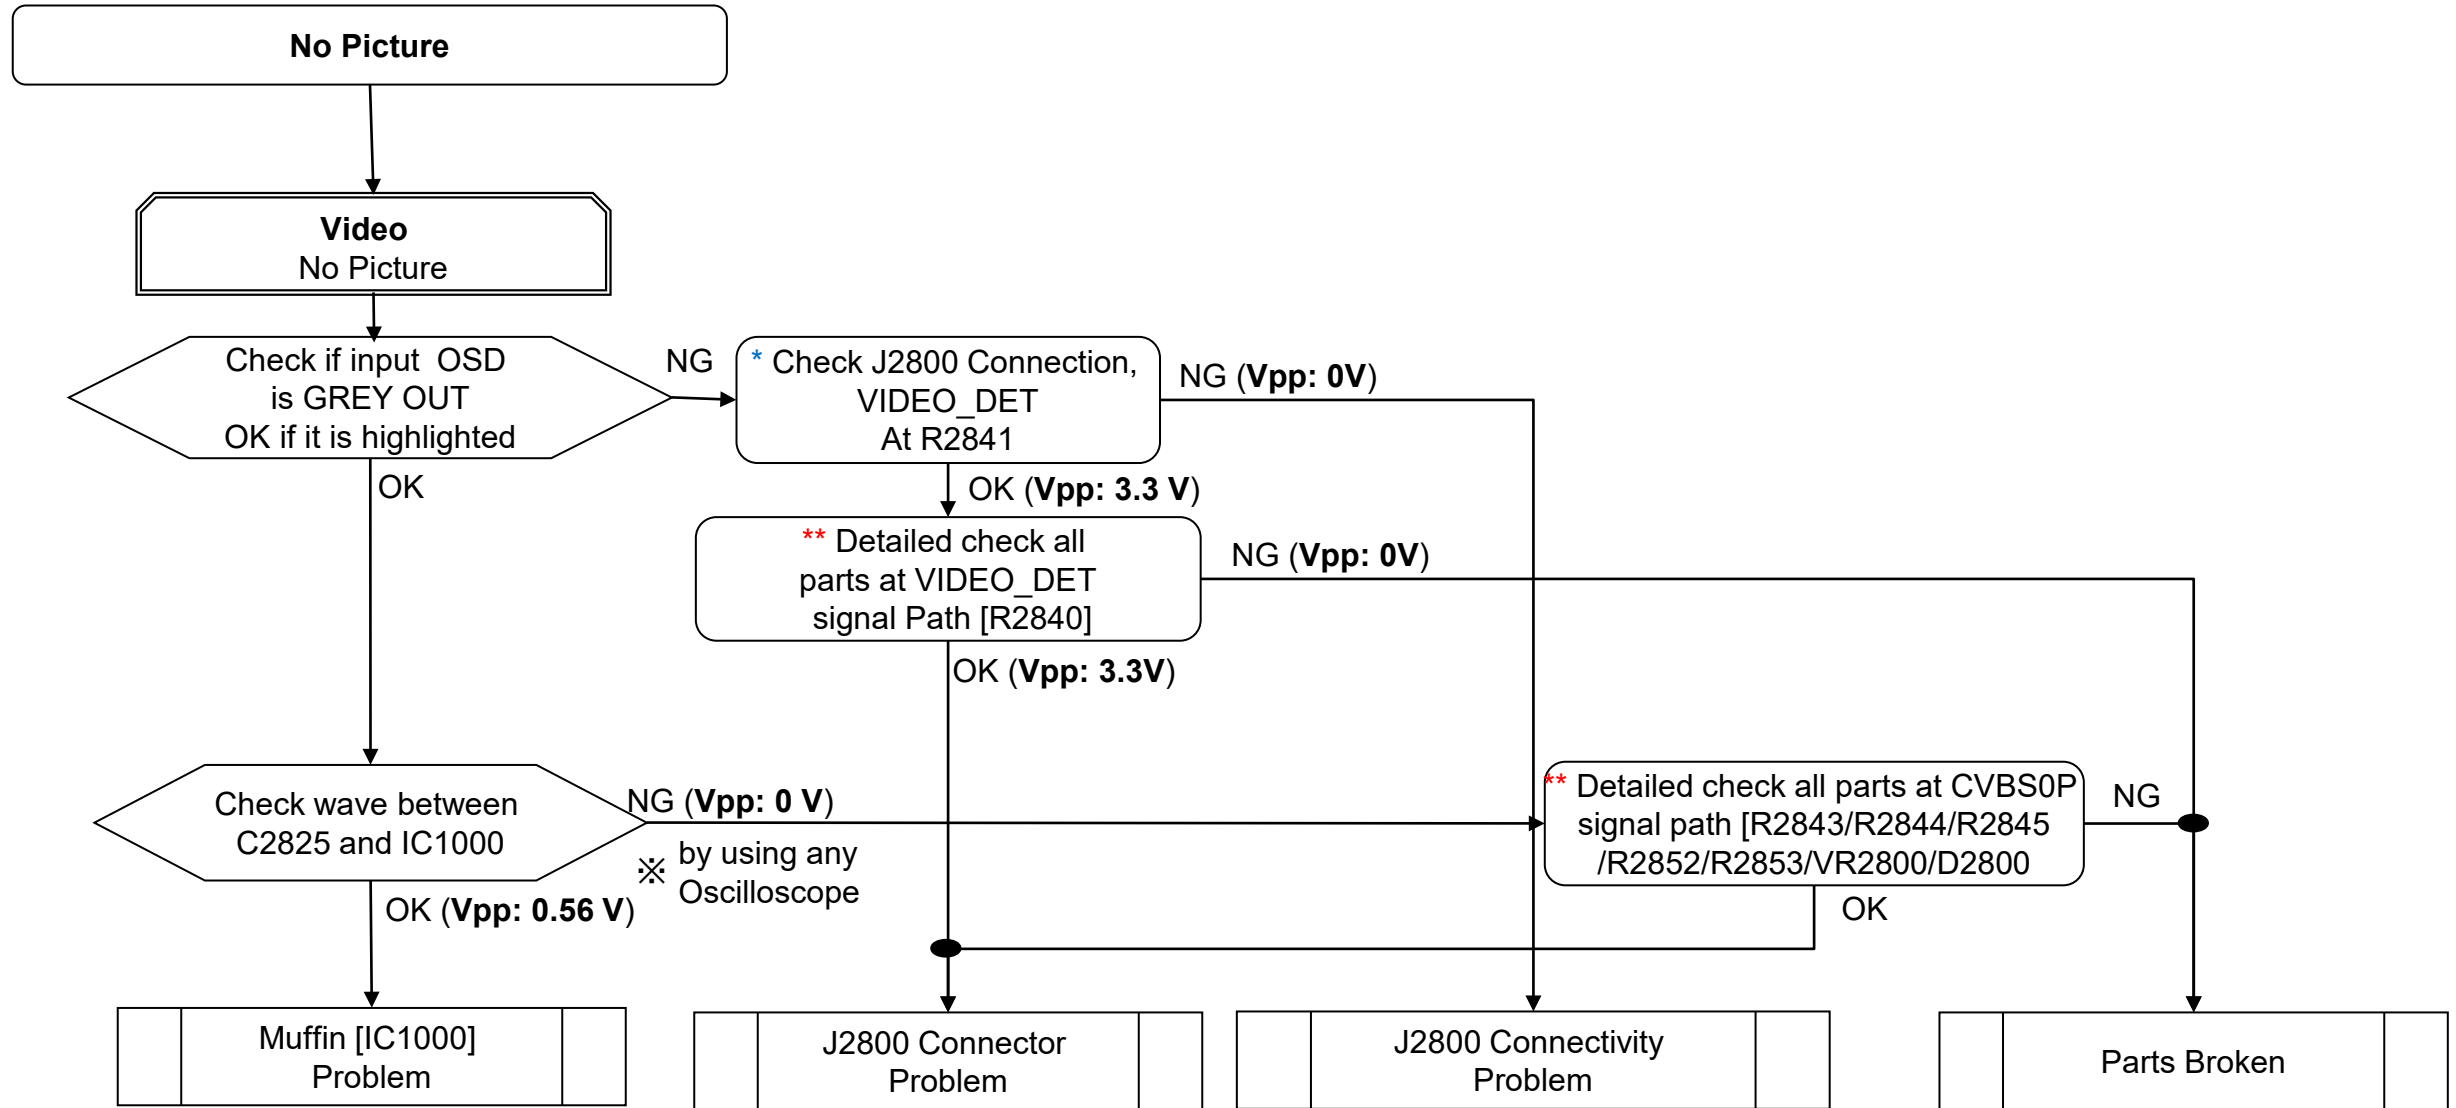 No Picture
Video
No Picture
Check if input  OSD
is GREY OUT
OK if it is highlighted
NG
* Check J2800 Connection,
VIDEO_DET
At R2841
NG (Vpp: 0V)
OK
OK (Vpp: 3.3 V)
** Detailed check all
parts at VIDEO_DET
signal Path [R2840]
NG (Vpp: 0V)
OK (Vpp: 3.3V)
Check wave between
C2825 and IC1000
NG (Vpp: 0 V)
※ by using any
Oscilloscope
** Detailed check all parts at CVBS0P
signal path [R2843/R2844/R2845
/R2852/R2853/VR2800/D2800
NG
OK (Vpp: 0.56 V)
OK
Muffin [IC1000]
Problem
J2800 Connector
Problem
J2800 Connectivity
Problem
Parts Broken